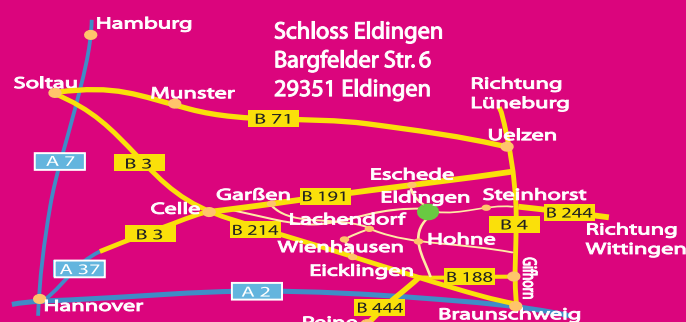 Hamburg
Schloss Eldingen
Bargfelder Str. 6
29351 Eldingen
Soltau
Munster
Richtung
Lüneburg
B 71
Uelzen
A 7
B 3
Eschede
Garßen
B 191
Eldingen
Steinhorst
Celle
Lachendorf
B 244
B 3
B 214
B 4
Richtung
Wittingen
Wienhausen
Hohne
A 37
Eicklingen
B 188
Gifhorn
A 2
Hannover
B 444
Braunschweig
Peine